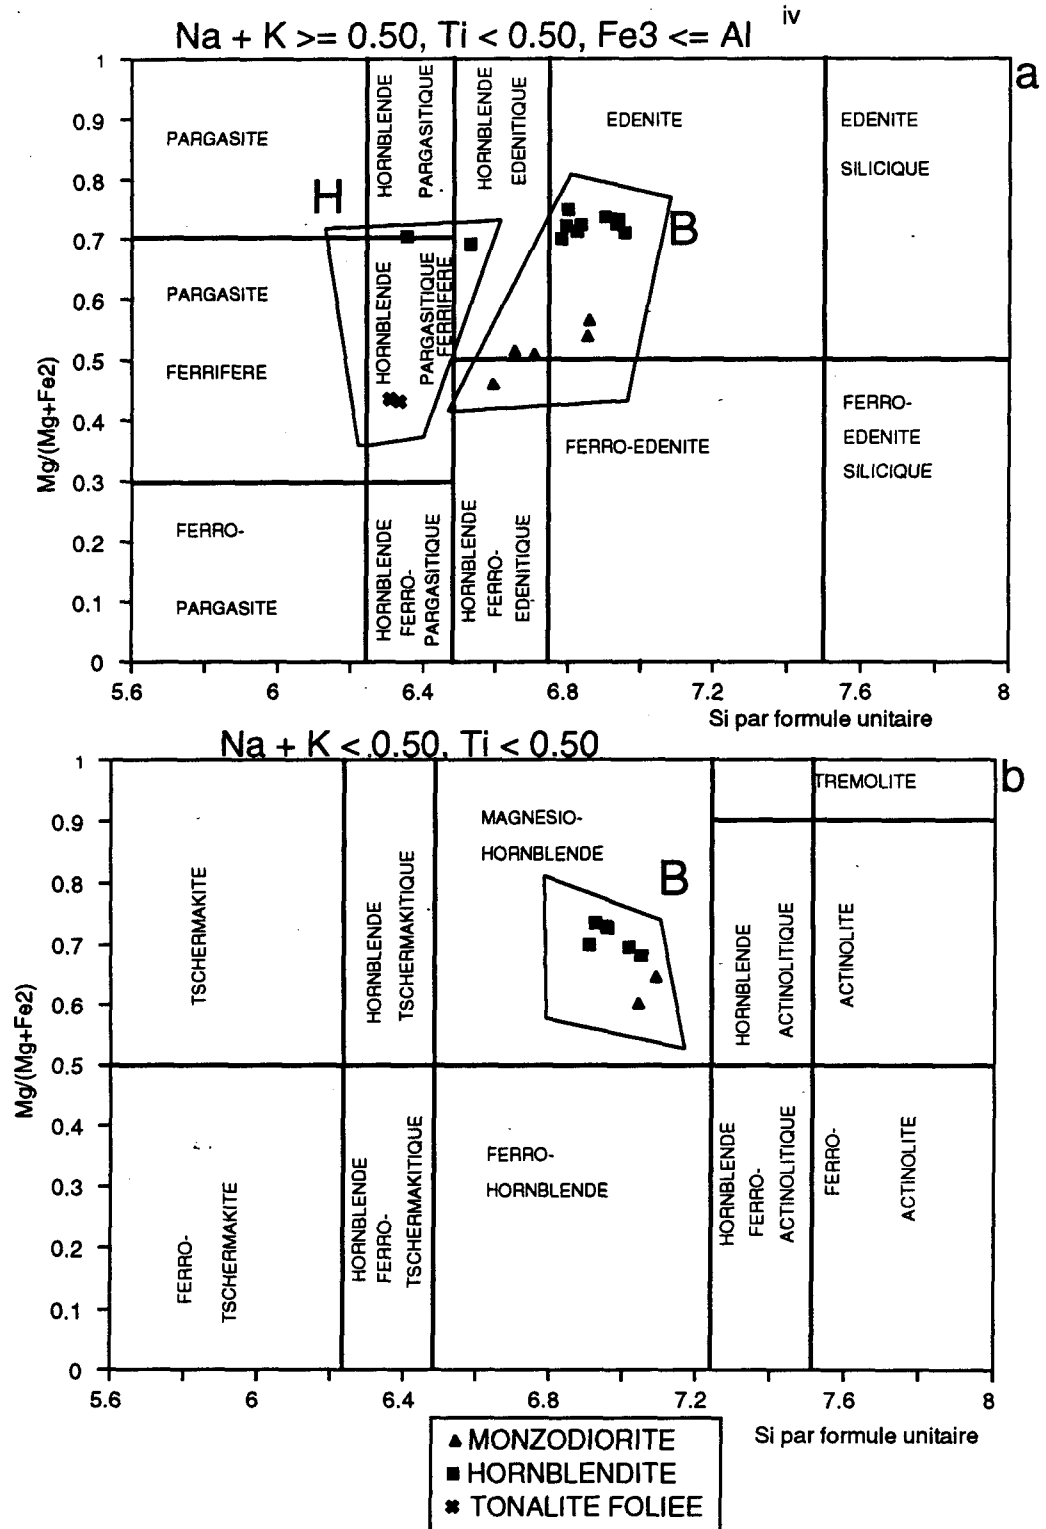 Na + K >= 0.50, Ti < 0.50, Fe3 <= Al iv
a
1
0.9
0.8
0.7
0.6
0.5
0.4
0.3
0.2
0.1
0
Mg/(Mg+Fe2)
PARGASITE
HORNBLENDE
PARGASITIQUE
HORNBLENDE
EDENITIQUE
EDENITE
EDENITE
SILICIQUE
H
B
PARGASITE
FERRIFERE
HORNBLENDE
PARGASITIQUE
FERRIFERE
FERRO-EDENITE
FERRO-
EDENITE
SILICIQUE
FERRO-
PARGASITE
HORNBLENDE
FERRO-
PARGASITIQUE
HORNBLENDE
FERRO-
EDENITIQUE
5.6
6
6.4
6.8
7.2
7.6
8
Si par formule unitaire
Na + K < 0.50, Ti < 0.50
b
1
0.9
0.8
0.7
0.6
0.5
0.4
0.3
0.2
0.1
0
Mg/(Mg+Fe2)
TSCHERMAKITE
HORNBLENDE
TSCHERMAKITIQUE
MAGNESIO-
HORNBLENDE
B
TREMOLITE
HORNBLENDE
ACTINOLITIQUE
ACTINOLITE
FERRO-
TSCHERMAKITE
HORNBLENDE
FERRO-
TSCHERMAKITIQUE
FERRO-
HORNBLENDE
HORNBLENDE
FERRO-
ACTINOLITIQUE
FERRO-
ACTINOLITE
5.6
6
6.4
6.8
7.2
7.6
8
Si par formule unitaire
MONZODIORITE
HORNBLENDITE
TONALITE FOLIEE